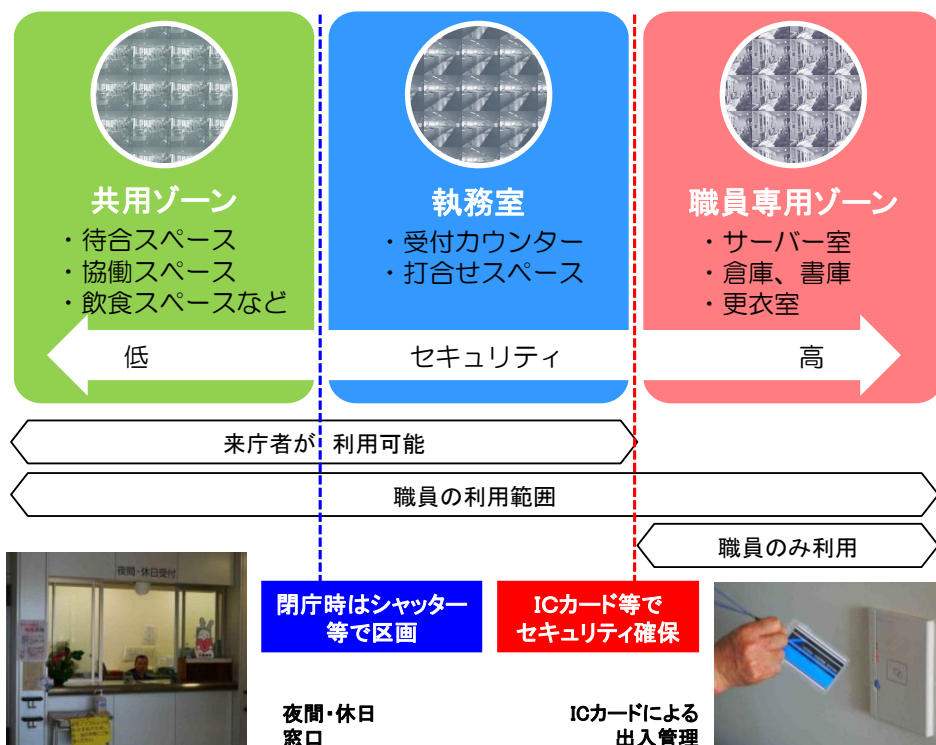 共用ゾーン
・待合スペース
・協働スペース
・飲食スペースなど
執務室
・受付カウンター
・打合せスペース
職員専用ゾーン
・サーバー室
・倉庫、書庫
・更衣室
低
セキュリティ
高
来庁者が 利用可能
職員の利用範囲
職員のみ利用
夜間・休日受付
閉庁時はシャッター
等で区画
ICカード等で
セキュリティ確保
夜間・休日
窓口
ICカードによる
出入管理